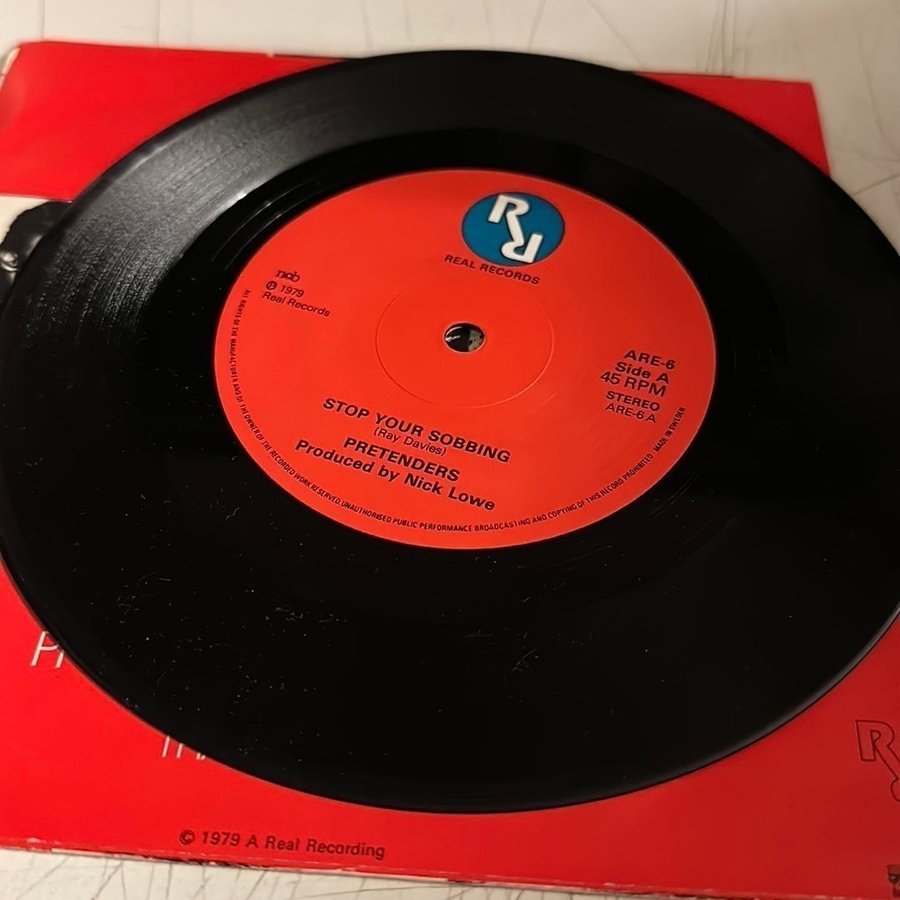 RR
REAL RECORDS
ncb
℗ 1979
Real Records
ARE-6
Side A
45 RPM
STEREO
ARE-6 A
STOP YOUR SOBBING
(Ray Davies)
PRETENDERS
Produced by Nick Lowe
ALL RIGHTS OF THE MANUFACTURER AND OF THE OWNER OF THE RECORDED WORK RESERVED UNAUTHORISED PUBLIC PERFORMANCE BROADCASTING AND COPYING OF THIS RECORD PROHIBITED MADE IN SWEDEN
© 1979 A Real Recording